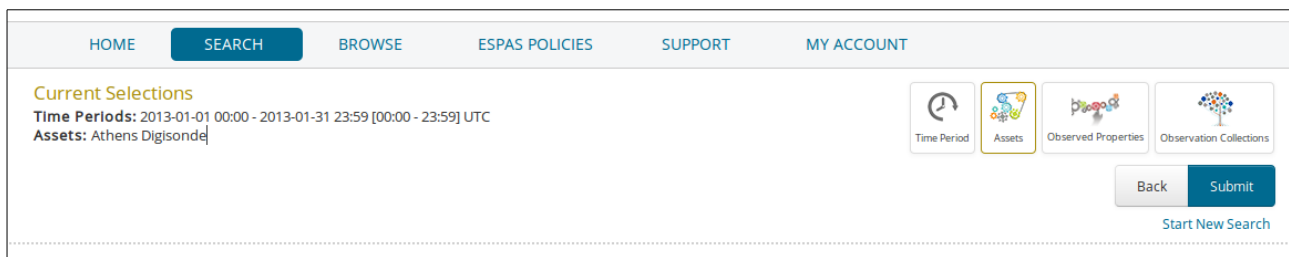 HOME SEARCH BROWSE ESPAS POLICIES SUPPORT MY ACCOUNT
Current Selections
Time Periods: 2013-01-01 00:00 - 2013-01-31 23:59 [00:00 - 23:59] UTC
Assets: Athens Digisonde
Time Period Assets Observed Properties Observation Collections
Back Submit
Start New Search